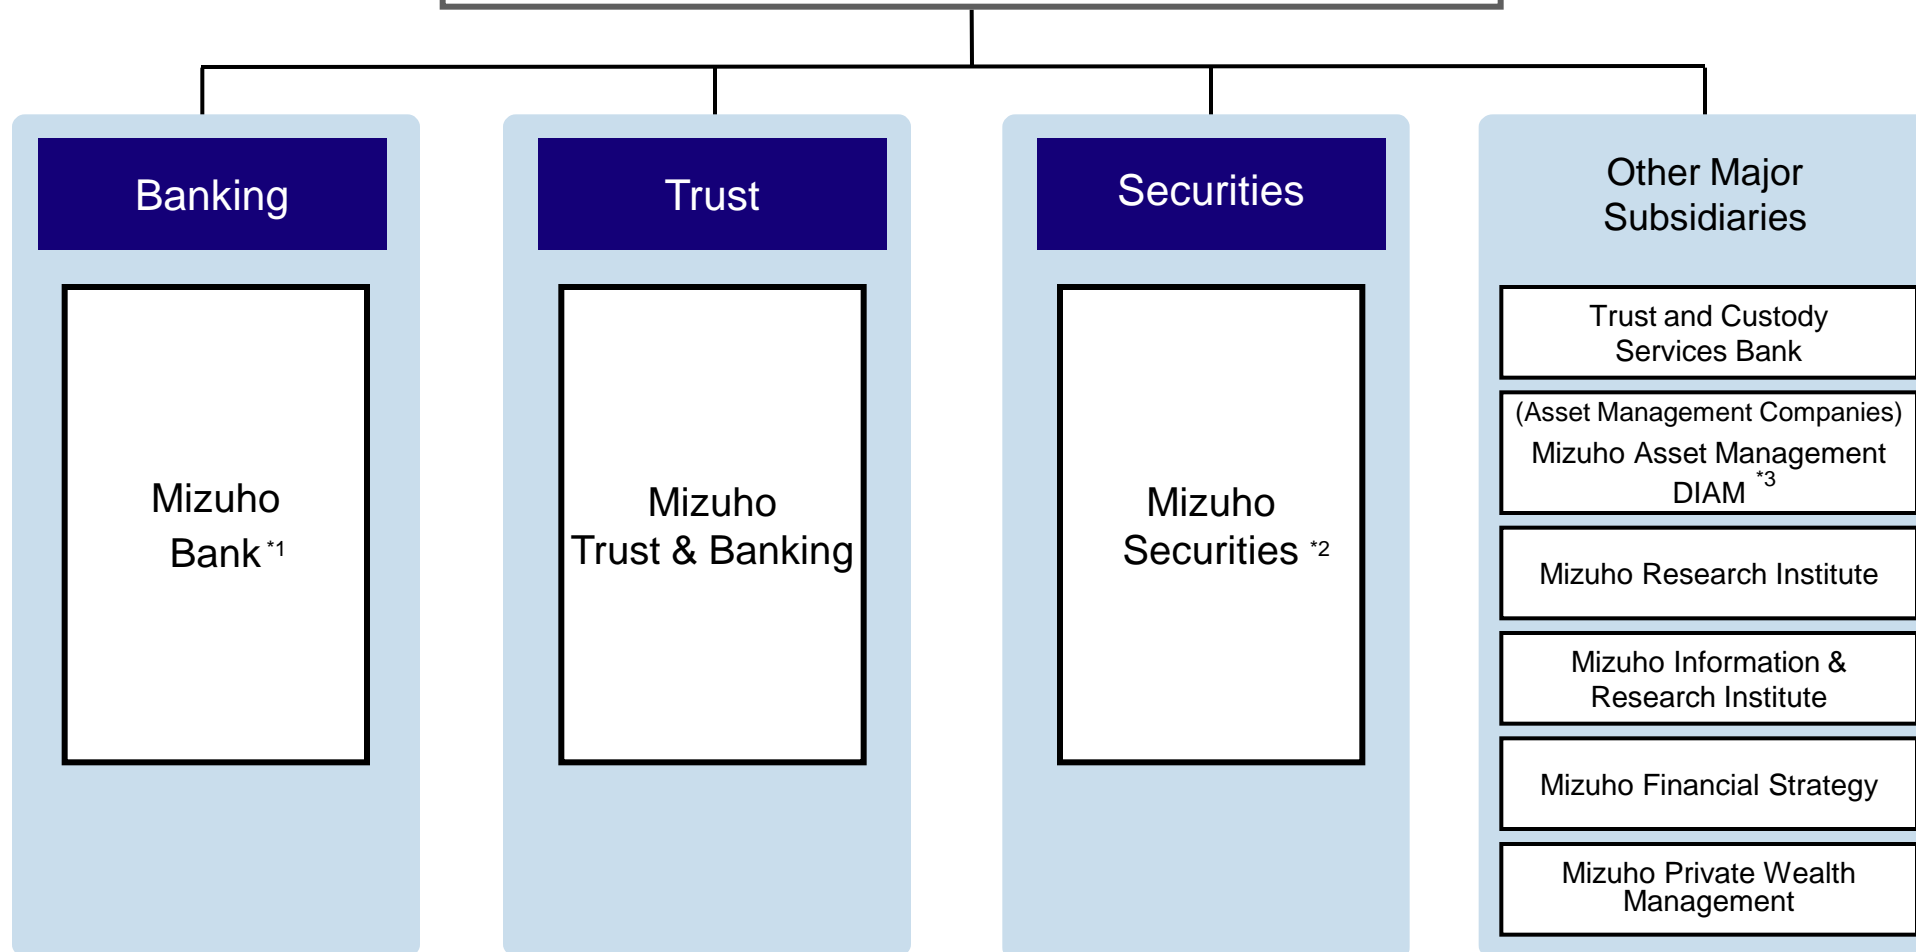 Banking
Mizuho
Bank *1
Trust
Mizuho
Trust & Banking
Securities
Mizuho
Securities *2
Other Major
Subsidiaries
Trust and Custody
Services Bank
(Asset Management Companies)
Mizuho Asset Management
DIAM *3
Mizuho Research Institute
Mizuho Information &
Research Institute
Mizuho Financial Strategy
Mizuho Private Wealth
Management